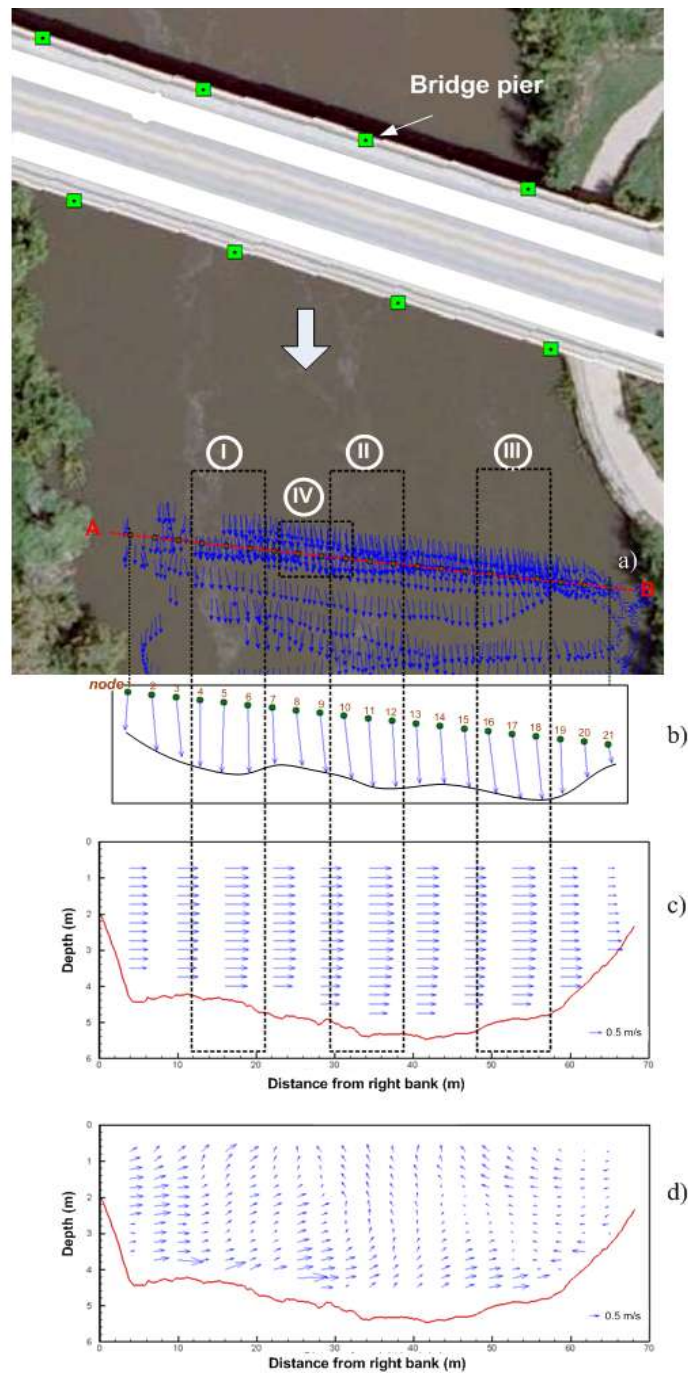 Bridge pier
I
II
III
IV
A
a)
B
node
1 2 3 4 5 6 7 8 9 10 11 12 13 14 15 16 17 18 19 20 21
b)
0
1
2
3
4
5
6
Depth (m)
c)
0.5 m/s
0 10 20 30 40 50 60 70
Distance from right bank (m)
0
1
2
3
4
5
6
Depth (m)
d)
0.5 m/s
0 10 20 30 40 50 60 70
Distance from right bank (m)